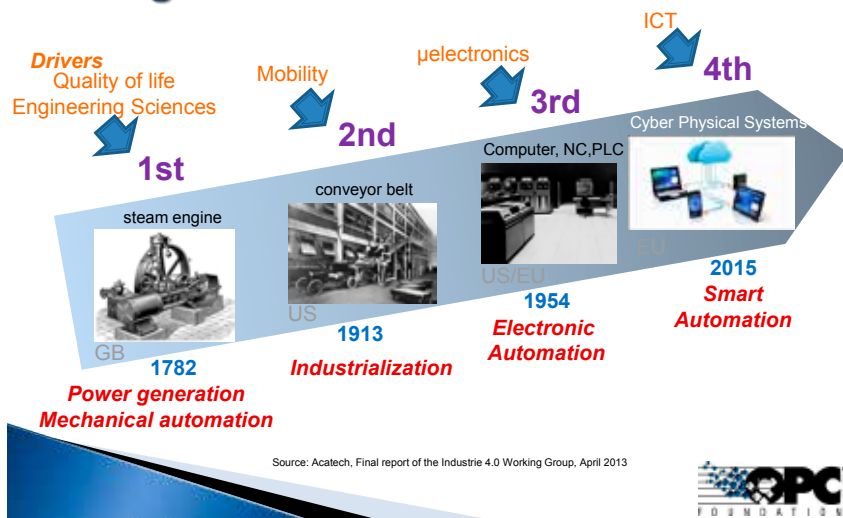 Drivers
Quality of life
Engineering Sciences
Mobility
µelectronics
ICT
1st
2nd
3rd
4th
steam engine
conveyor belt
Computer, NC,PLC
Cyber Physical Systems
GB
US
US/EU
EU
1782
Power generation
Mechanical automation
1913
Industrialization
1954
Electronic
Automation
2015
Smart
Automation
Source: Acatech, Final report of the Industrie 4.0 Working Group, April 2013
OPC
FOUNDATION